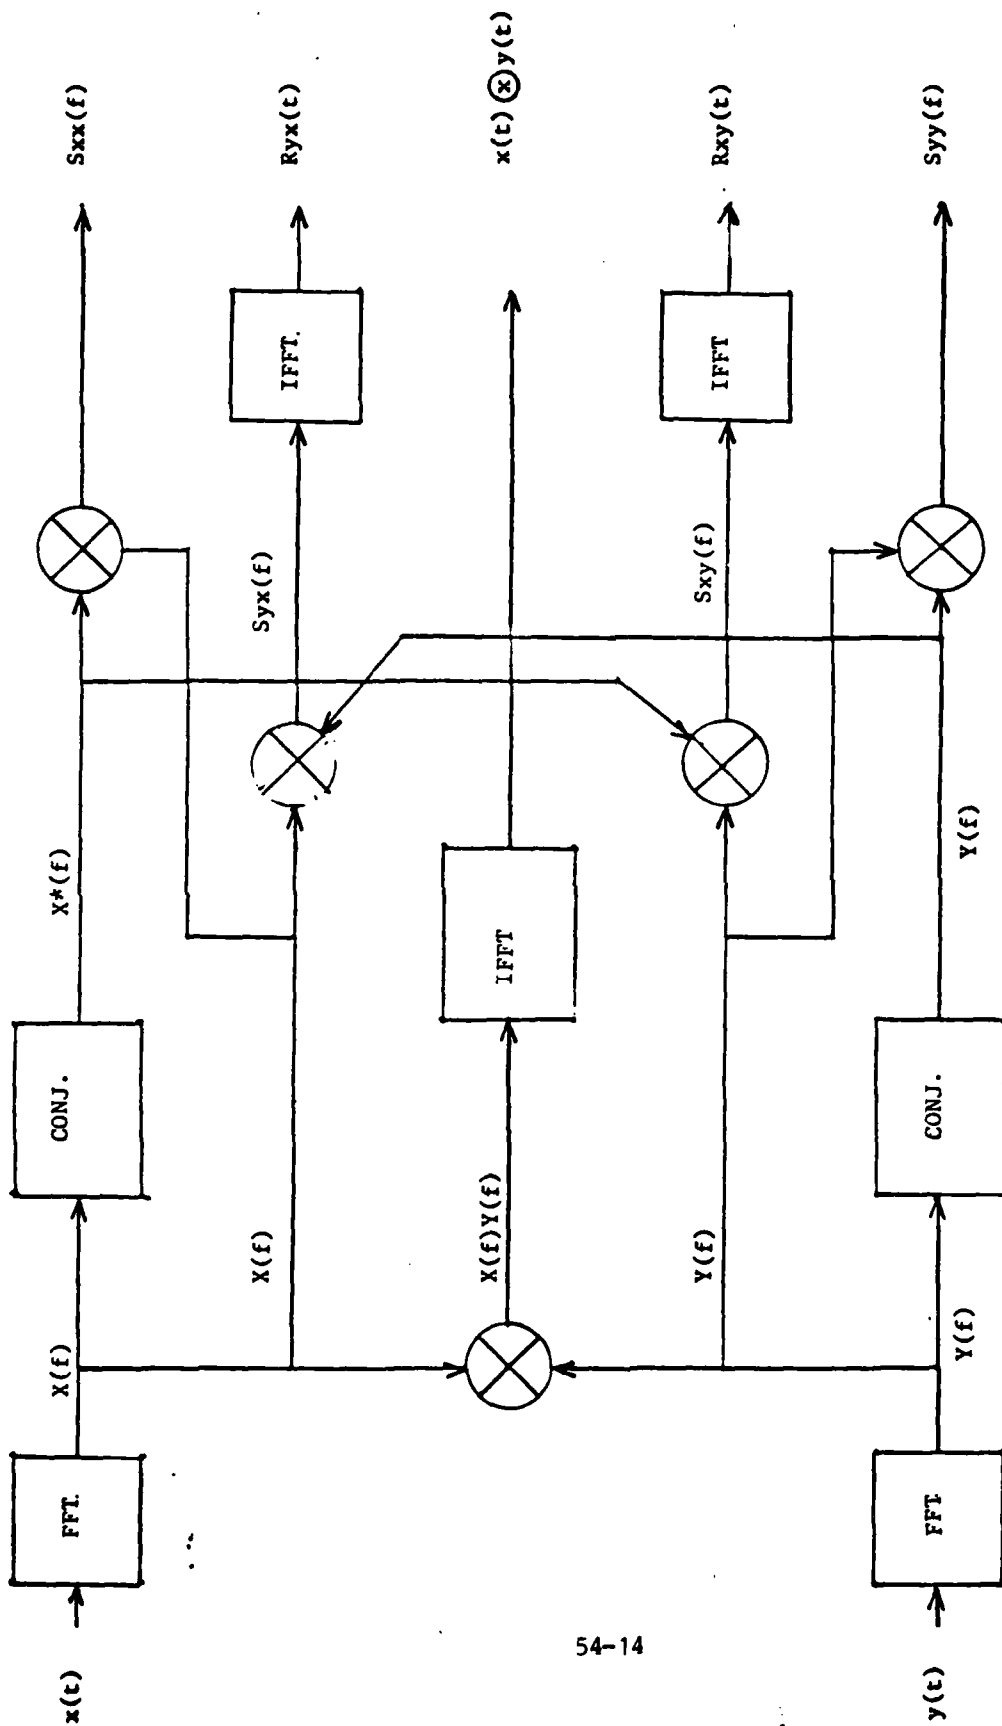 x(t)
FFT
X(f)
CONJ.
X*(f)
Sxx(f)
X(f)
Syx(f)
IFFT
Ryx(t)
X(f)Y(f)
IFFT
x(t) ⓧ y(t)
Y(f)
Sxy(f)
IFFT
Rxy(t)
y(t)
FFT
Y(f)
CONJ.
Y(f)
Syy(f)
54-14